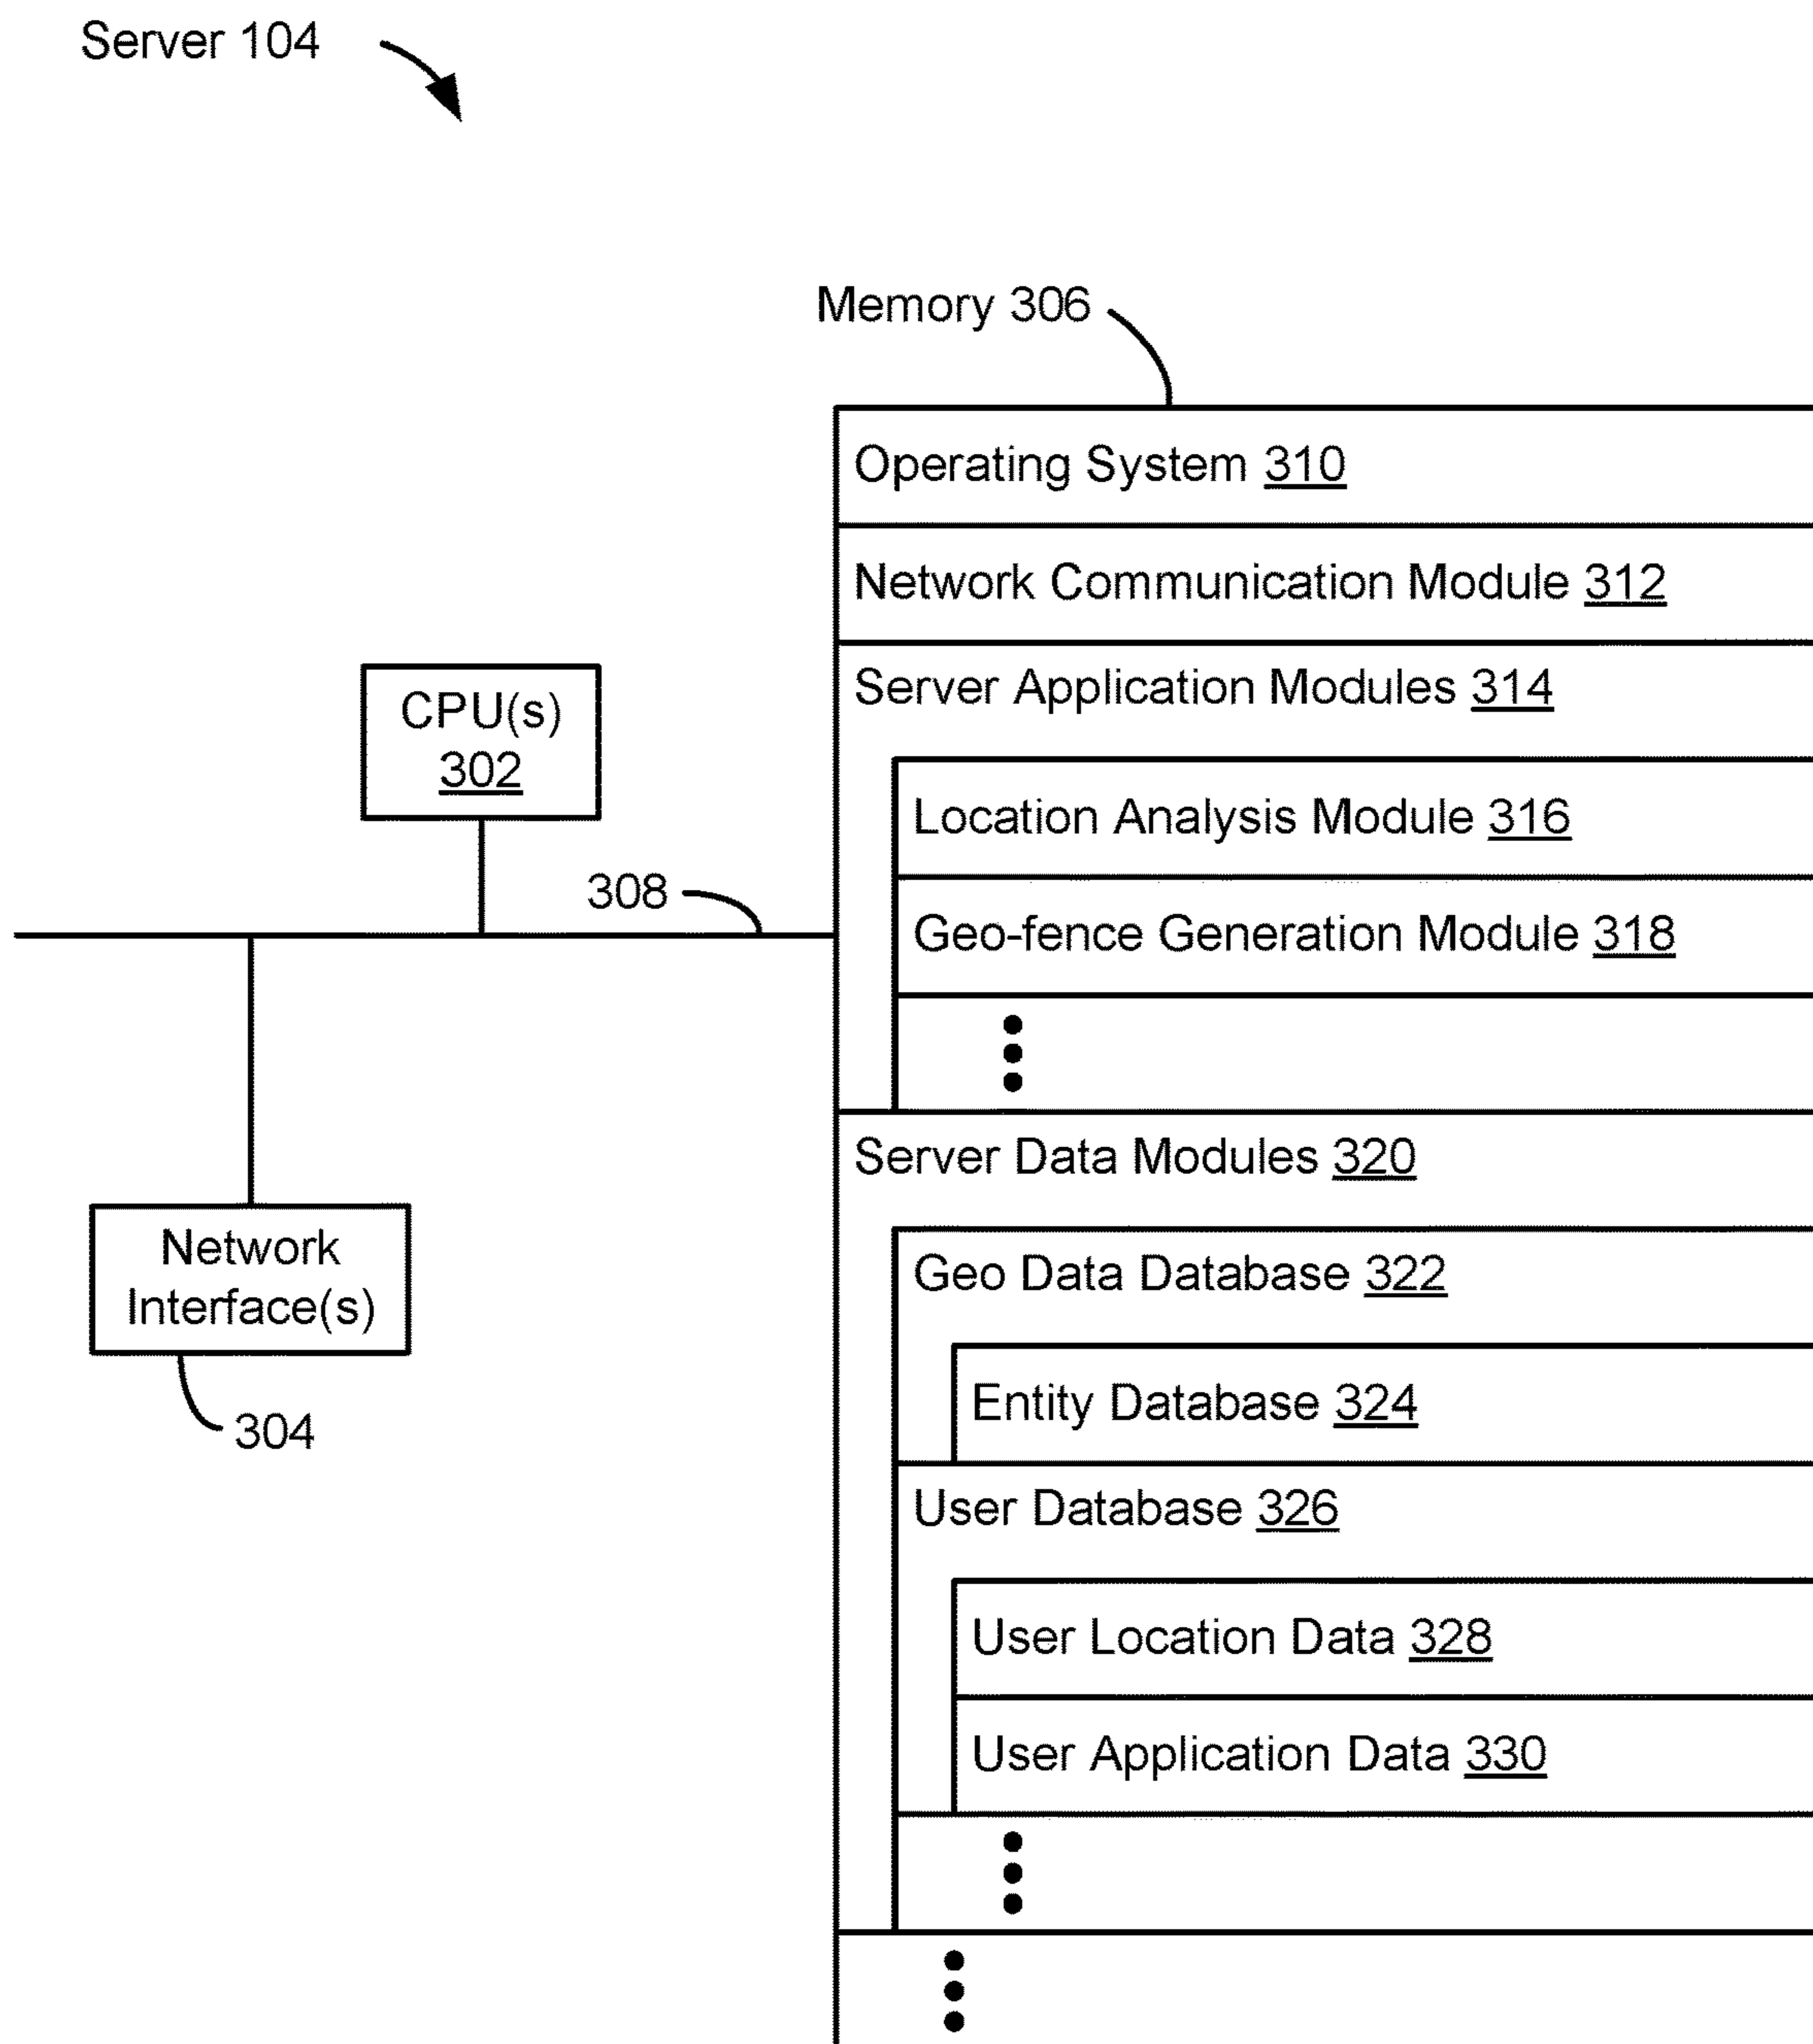 Server 104
Memory 306
Operating System 310
Network Communication Module 312
Server Application Modules 314
CPU(s)
302
Location Analysis Module 316
308
Geo-fence Generation Module 318
Server Data Modules 320
Network
Interface(s)
304
Geo Data Database 322
Entity Database 324
User Database 326
User Location Data 328
User Application Data 330